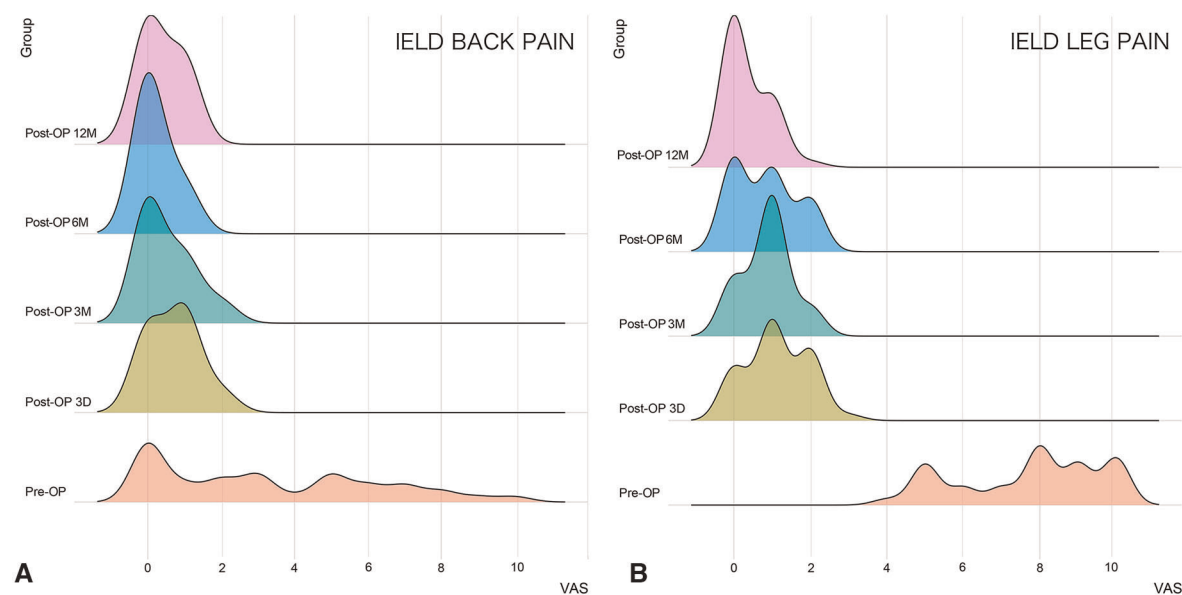 Group
IELD BACK PAIN
Post-OP 12M
Post-OP 6M
Post-OP 3M
Post-OP 3D
Pre-OP
0 2 4 6 8 10
VAS
A
Group
IELD LEG PAIN
Post-OP 12M
Post-OP 6M
Post-OP 3M
Post-OP 3D
Pre-OP
0 2 4 6 8 10
VAS
B